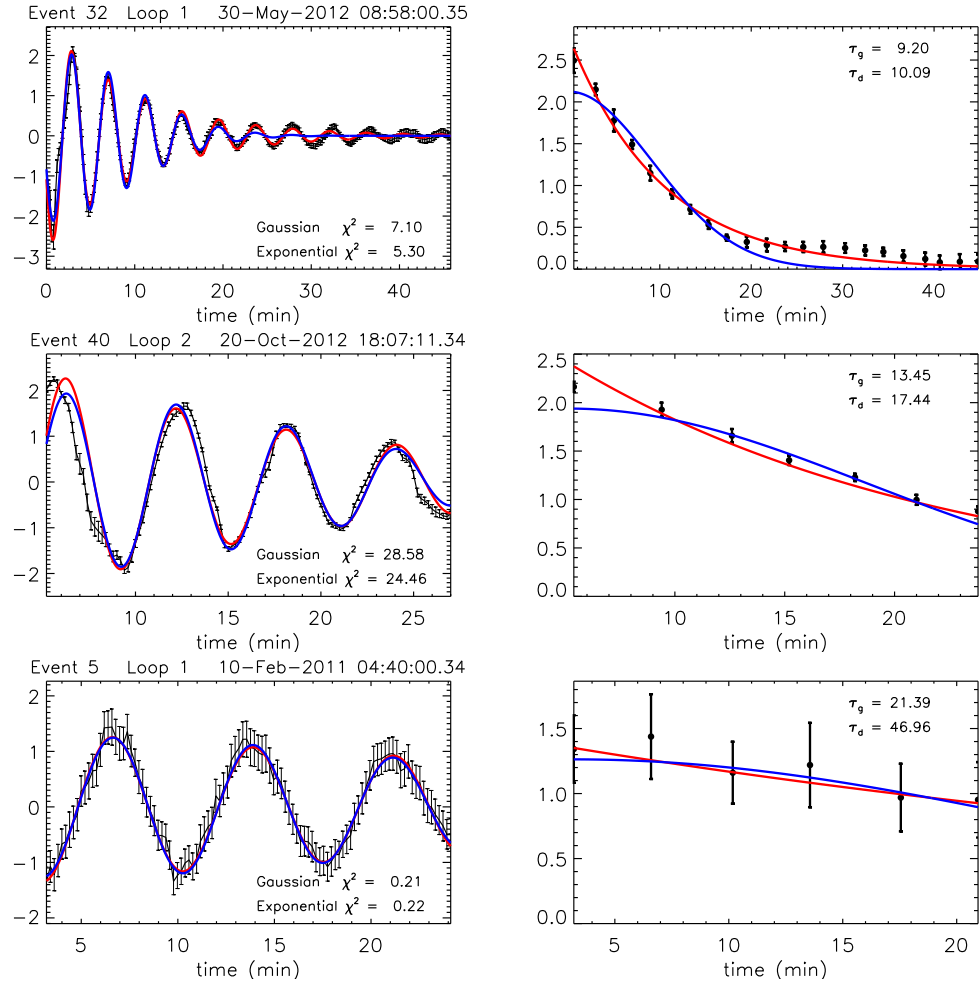 Event 32 Loop 1 30-May-2012 08:58:00.35
2
1
0
-1
-2
-3
Gaussian χ² = 7.10
Exponential χ² = 5.30
0 10 20 30 40
time (min)
τg = 9.20
τd = 10.09
2.5
2.0
1.5
1.0
0.5
0.0
10 20 30 40
time (min)
Event 40 Loop 2 20-Oct-2012 18:07:11.34
2
1
0
-1
-2
Gaussian χ² = 28.58
Exponential χ² = 24.46
10 15 20 25
time (min)
τg = 13.45
τd = 17.44
2.5
2.0
1.5
1.0
0.5
0.0
10 15 20
time (min)
Event 5 Loop 1 10-Feb-2011 04:40:00.34
2
1
0
-1
-2
Gaussian χ² = 0.21
Exponential χ² = 0.22
5 10 15 20
time (min)
τg = 21.39
τd = 46.96
1.5
1.0
0.5
0.0
5 10 15 20
time (min)